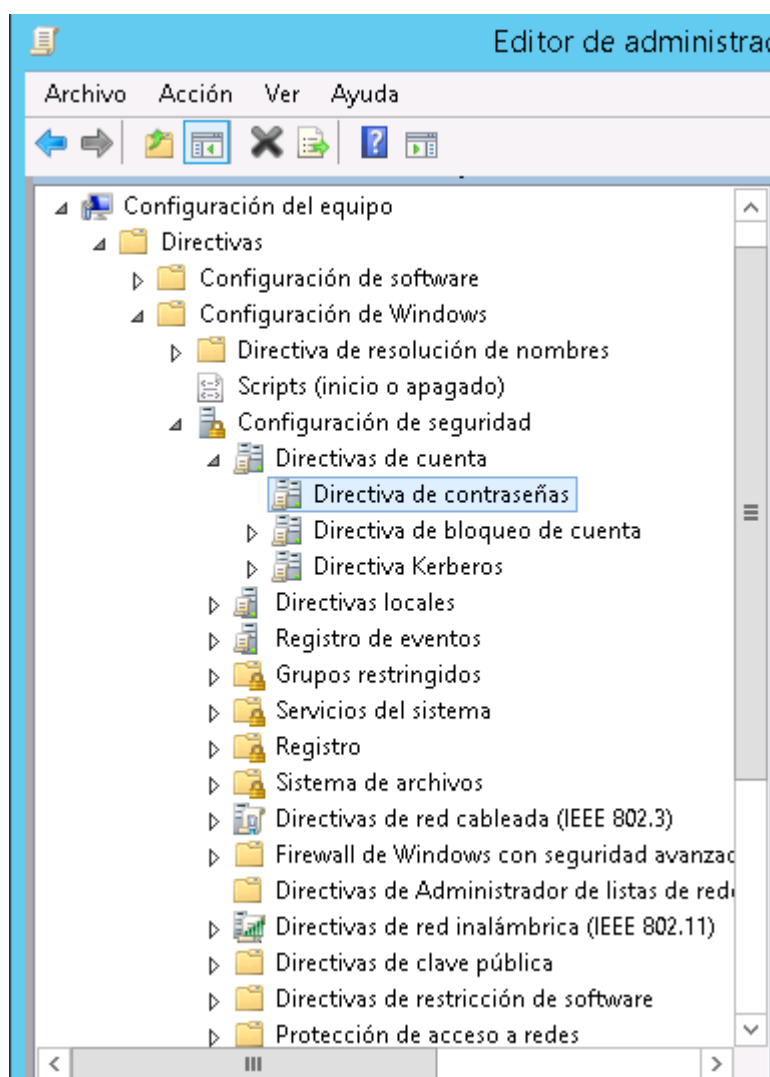 Editor de administrac
Archivo Acción Ver Ayuda
Configuración del equipo
Directivas
Configuración de software
Configuración de Windows
Directiva de resolución de nombres
Scripts (inicio o apagado)
Configuración de seguridad
Directivas de cuenta
Directiva de contraseñas
Directiva de bloqueo de cuenta
Directiva Kerberos
Directivas locales
Registro de eventos
Grupos restringidos
Servicios del sistema
Registro
Sistema de archivos
Directivas de red cableada (IEEE 802.3)
Firewall de Windows con seguridad avanzad
Directivas de Administrador de listas de rede
Directivas de red inalámbrica (IEEE 802.11)
Directivas de clave pública
Directivas de restricción de software
Protección de acceso a redes